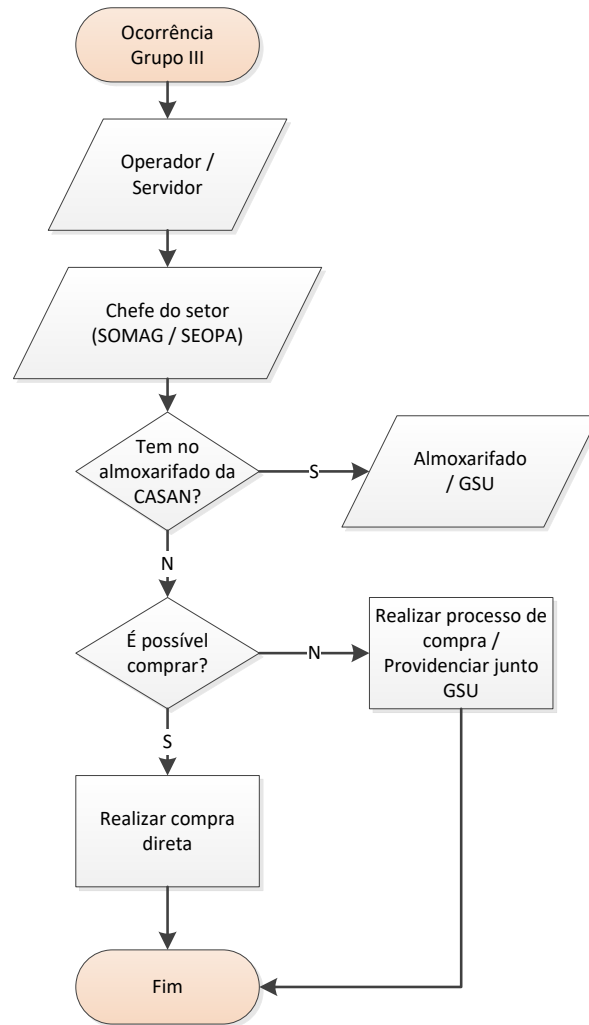 Ocorrência
Grupo III
Operador /
Servidor
Chefe do setor
(SOMAG / SEOPA)
Tem no
almoxarifado da
CASAN?
S
Almoxarifado
/ GSU
N
É possível
comprar?
N
Realizar processo de
compra /
Providenciar junto
GSU
S
Realizar compra
direta
Fim